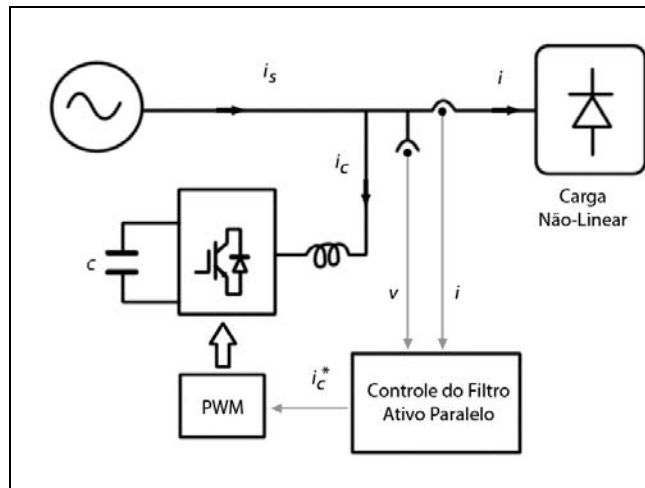 i_s
i
i_c
Carga
Não-Linear
c
v
i
i_c^*
PWM
Controle do Filtro
Ativo Paralelo